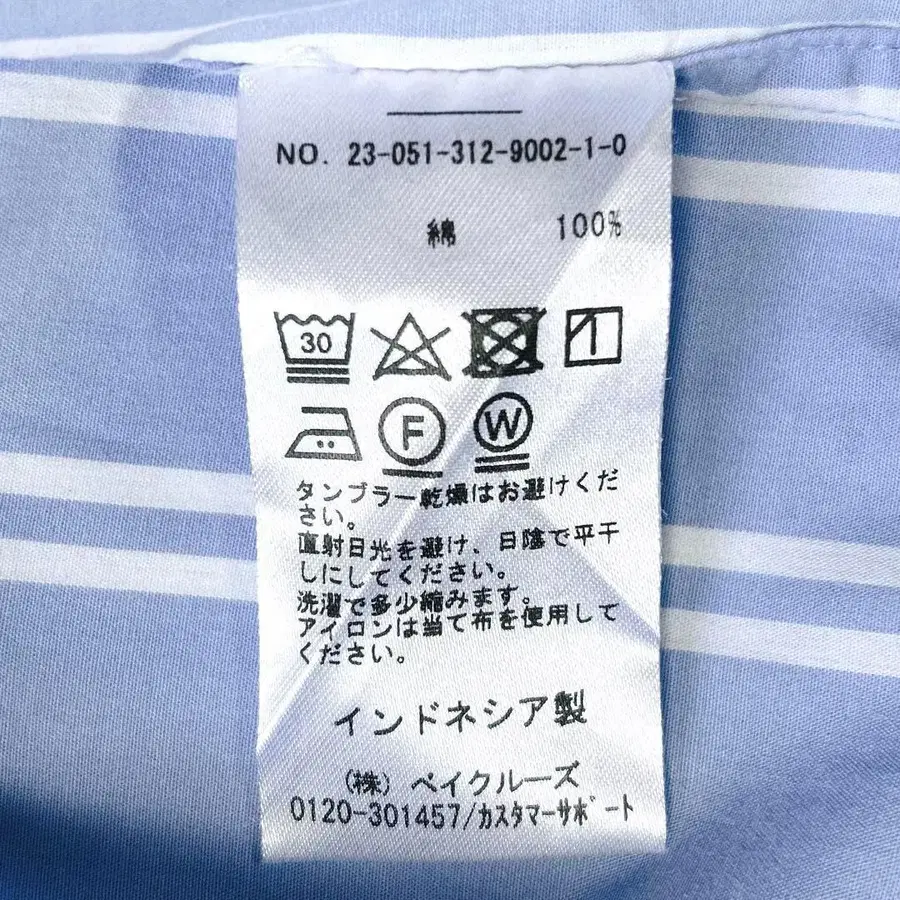 NO. 23-051-312-9002-1-0
綿 100%
30
F W
タンブラー乾燥はお避けくだ
さい。
直射日光を避け、日陰で平干
しにしてください。
洗濯で多少縮みます。
アイロンは当て布を使用して
ください。
インドネシア製
(株) ベイクルーズ
0120-301457/カスタマーサポート